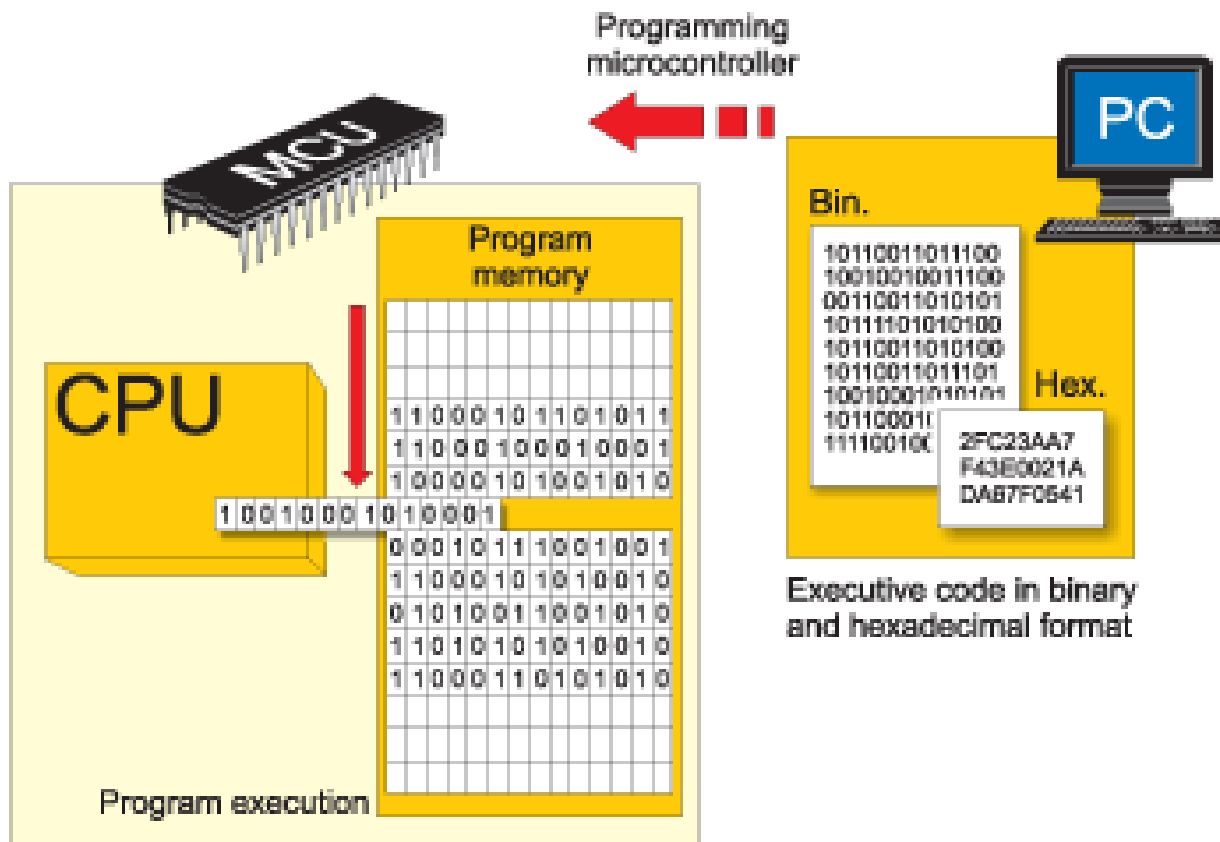 Programming
microcontroller
PC
MCU
Bin.
10110011011100
10010010011100
00110011010101
10111101010100
10110011010100
10110011011101
10010001010101
10110001
111100100
Hex.
2FC23AA7
F43E0021A
DA67F0541
Executive code in binary
and hexadecimal format
Program
memory
CPU
1 1 0 0 0 1 0 1 1 0 1 0 1 1
1 1 0 0 0 1 0 0 0 1 0 0 0 1
1 0 0 0 0 1 0 1 0 0 1 0 1 0
1 0 0 1 0 0 0 1 0 1 0 0 0 1
0 0 0 1 0 1 1 1 0 0 1 0 0 1
1 1 0 0 0 1 0 1 0 1 0 0 1 0
0 1 0 1 0 0 1 1 0 0 1 0 1 0
1 1 0 1 0 1 0 1 0 1 0 0 1 0
1 1 0 0 0 1 1 0 1 0 1 0 1 0
Program execution